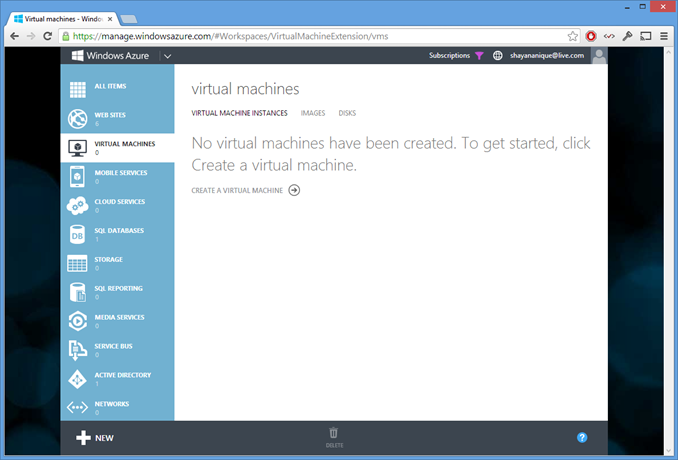 Virtual machines - Windo
https://manage.windowsazure.com/#Workspaces/VirtualMachineExtension/vms
Windows Azure
Subscriptions
shayananique@live.com
ALL ITEMS
WEB SITES
6
VIRTUAL MACHINES
0
MOBILE SERVICES
0
CLOUD SERVICES
0
DB
SQL DATABASES
1
STORAGE
0
SQL REPORTING
0
MEDIA SERVICES
0
SERVICE BUS
0
ACTIVE DIRECTORY
1
NETWORKS
0
virtual machines
VIRTUAL MACHINE INSTANCES IMAGES DISKS
No virtual machines have been created. To get started, click
Create a virtual machine.
CREATE A VIRTUAL MACHINE
NEW
DELETE
?